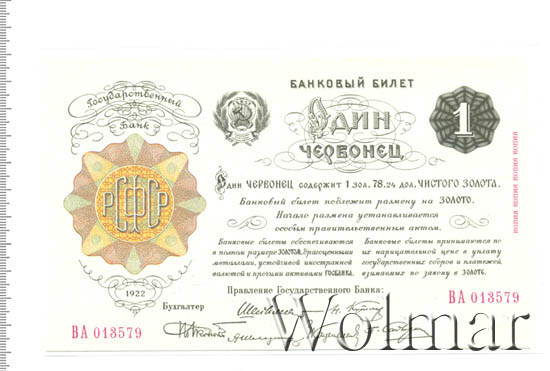 Государственный
Банк
РСФСР
1922
БАНКОВЫЙ БИЛЕТ
ОДИН
ЧЕРВОНЕЦ
1
ОДИН ЧЕРВОНЕЦ СОДЕРЖИТ 1 ЗОЛ. 78,24 ДОЛ. ЧИСТОГО ЗОЛОТА.
Банковый билет подлежит размену на ЗОЛОТО.
Начало размена устанавливается
особым правительственным актом.
Банковые билеты обеспечиваются
в полном размере ЗОЛОТОМ, драгоценными
металлами, устойчивой иностранной
валютой и прочими активами ГОСБАНКА.
Банковые билеты принимаются по
их нарицательной цене в уплату
государственных сборов и платежей
взимаемых по закону в ЗОЛОТЕ.
Правление Государственного Банка:
Бухгалтер
ВА 013579
ВА 013579
КОПИЯ КОПИЯ КОПИЯ КОПИЯ
Wolmar